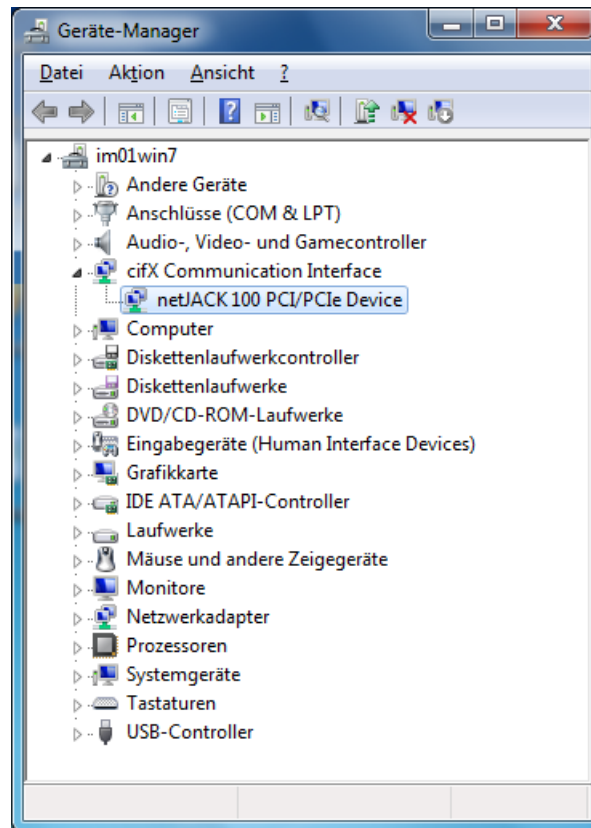 Geräte-Manager
Datei Aktion Ansicht ?
im01win7
Andere Geräte
Anschlüsse (COM & LPT)
Audio-, Video- und Gamecontroller
cifX Communication Interface
netJACK 100 PCI/PCIe Device
Computer
Diskettenlaufwerkcontroller
Diskettenlaufwerke
DVD/CD-ROM-Laufwerke
Eingabegeräte (Human Interface Devices)
Grafikkarte
IDE ATA/ATAPI-Controller
Laufwerke
Mäuse und andere Zeigegeräte
Monitore
Netzwerkadapter
Prozessoren
Systemgeräte
Tastaturen
USB-Controller